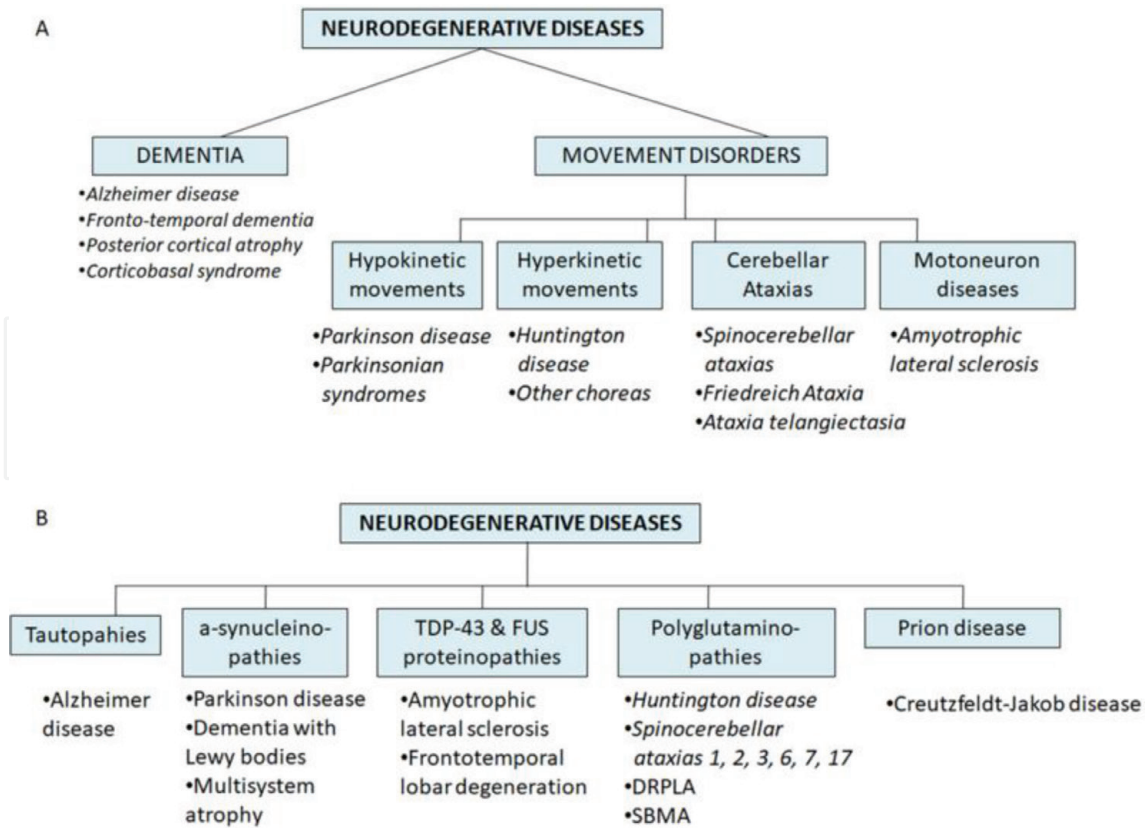 A
NEURODEGENERATIVE DISEASES
DEMENTIA
•Alzheimer disease
•Fronto-temporal dementia
•Posterior cortical atrophy
•Corticobasal syndrome
MOVEMENT DISORDERS
Hypokinetic
movements
•Parkinson disease
•Parkinsonian
syndromes
Hyperkinetic
movements
•Huntington
disease
•Other choreas
Cerebellar
Ataxias
•Spinocerebellar
ataxias
•Friedreich Ataxia
•Ataxia telangiectasia
Motoneuron
diseases
•Amyotrophic
lateral sclerosis
B
NEURODEGENERATIVE DISEASES
Tautopahies
•Alzheimer
disease
a-synucleino-
pathies
•Parkinson disease
•Dementia with
Lewy bodies
•Multisystem
atrophy
TDP-43 & FUS
proteinopathies
•Amyotrophic
lateral sclerosis
•Frontotemporal
lobar degeneration
Polyglutamino-
pathies
•Huntington disease
•Spinocerebellar
ataxias 1, 2, 3, 6, 7, 17
•DRPLA
•SBMA
Prion disease
•Creutzfeldt-Jakob disease